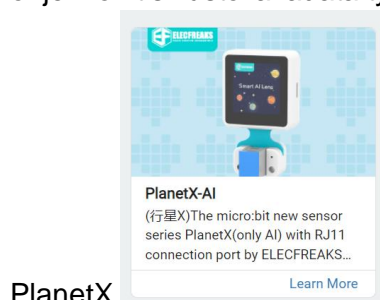 ELECFREAKS
Smart AI Lens
PlanetX-AI
(行星X)The micro:bit new sensor
series PlanetX(only AI) with RJ11
connection port by ELECFREAKS...
Learn More
PlanetX